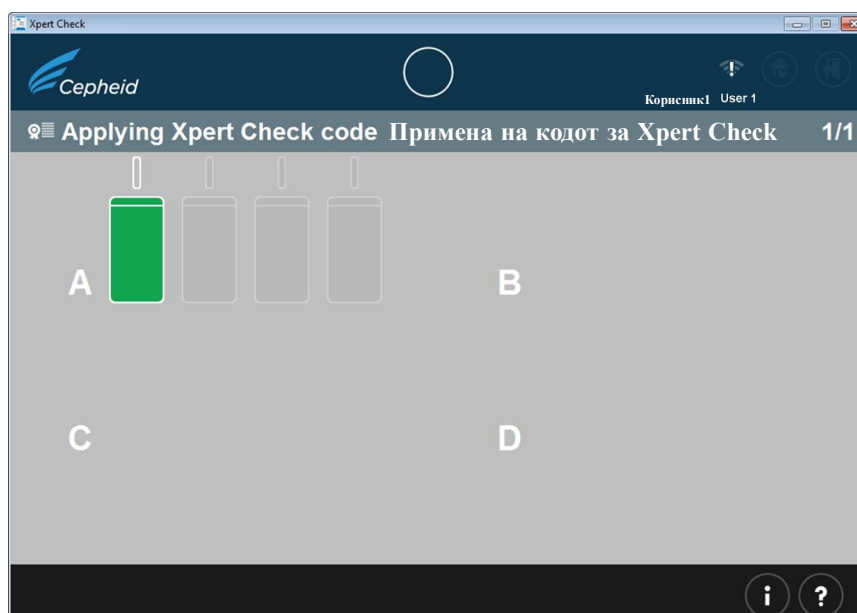 Xpert Check
Cepheid
Корисник1 User 1
Applying Xpert Check code Примена на кодот за Xpert Check 1/1
A B
C D
i ?